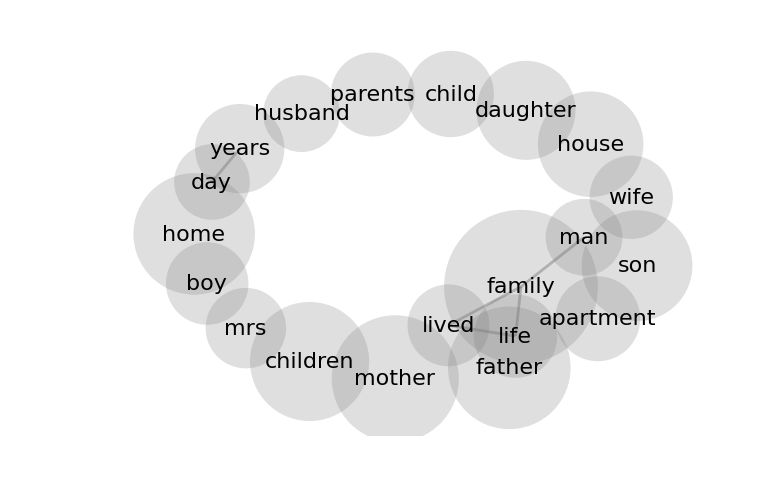 parents
child
daughter
husband
house
years
day
wife
home
man
son
boy
family
apartment
lived
mrs
life
children
father
mother